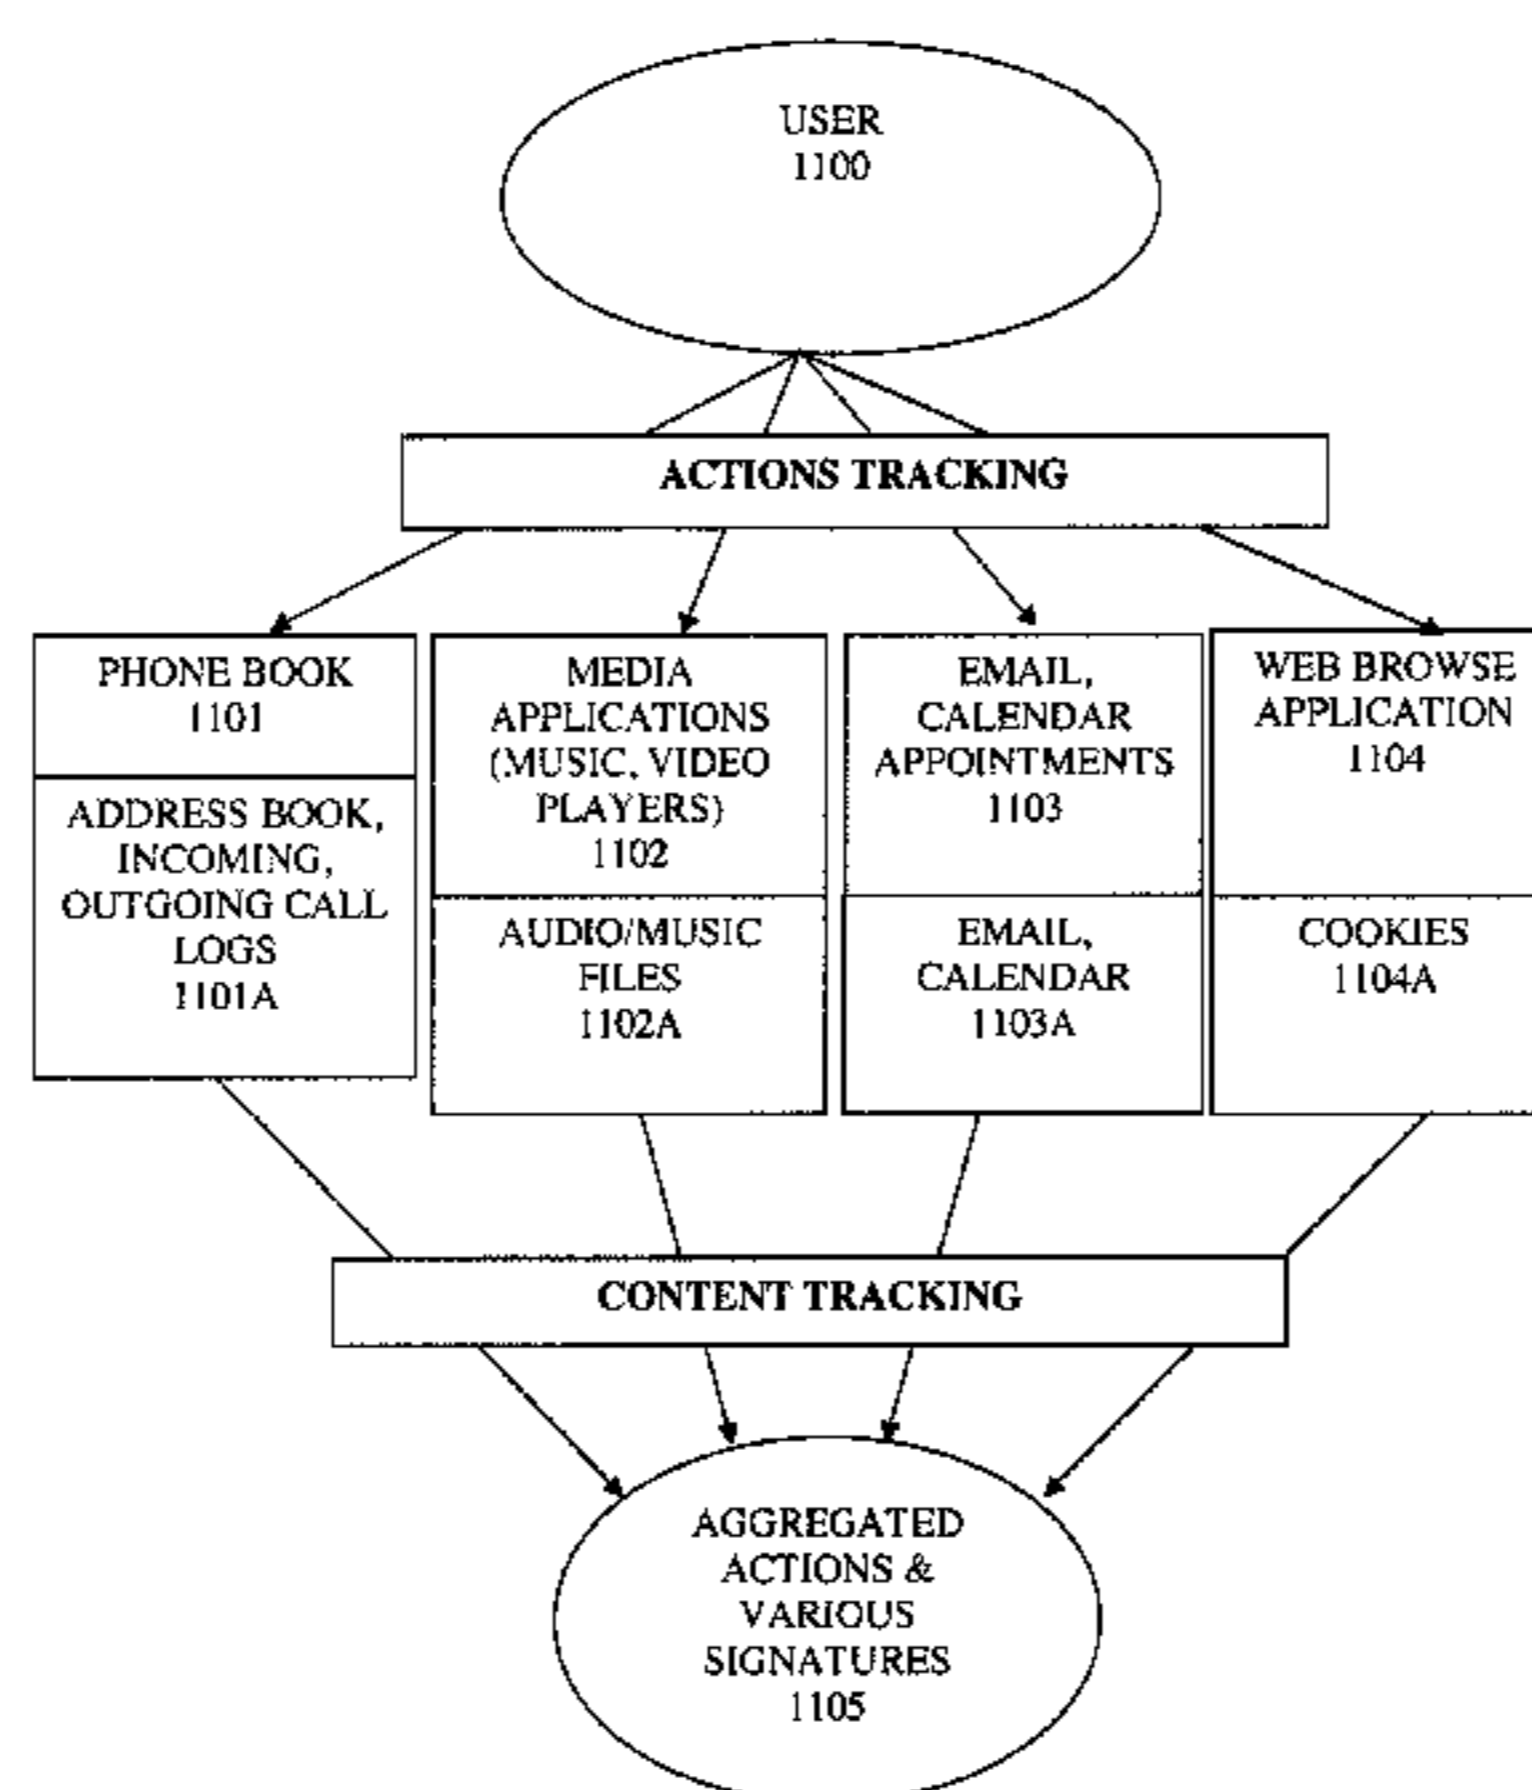 USER
1100
ACTIONS TRACKING
PHONE BOOK
1101
ADDRESS BOOK,
INCOMING,
OUTGOING CALL
LOGS
1101A
MEDIA
APPLICATIONS
(MUSIC, VIDEO
PLAYERS)
1102
AUDIO/MUSIC
FILES
1102A
EMAIL,
CALENDAR
APPOINTMENTS
1103
EMAIL,
CALENDAR
1103A
WEB BROWSE
APPLICATION
1104
COOKIES
1104A
CONTENT TRACKING
AGGREGATED
ACTIONS &
VARIOUS
SIGNATURES
1105